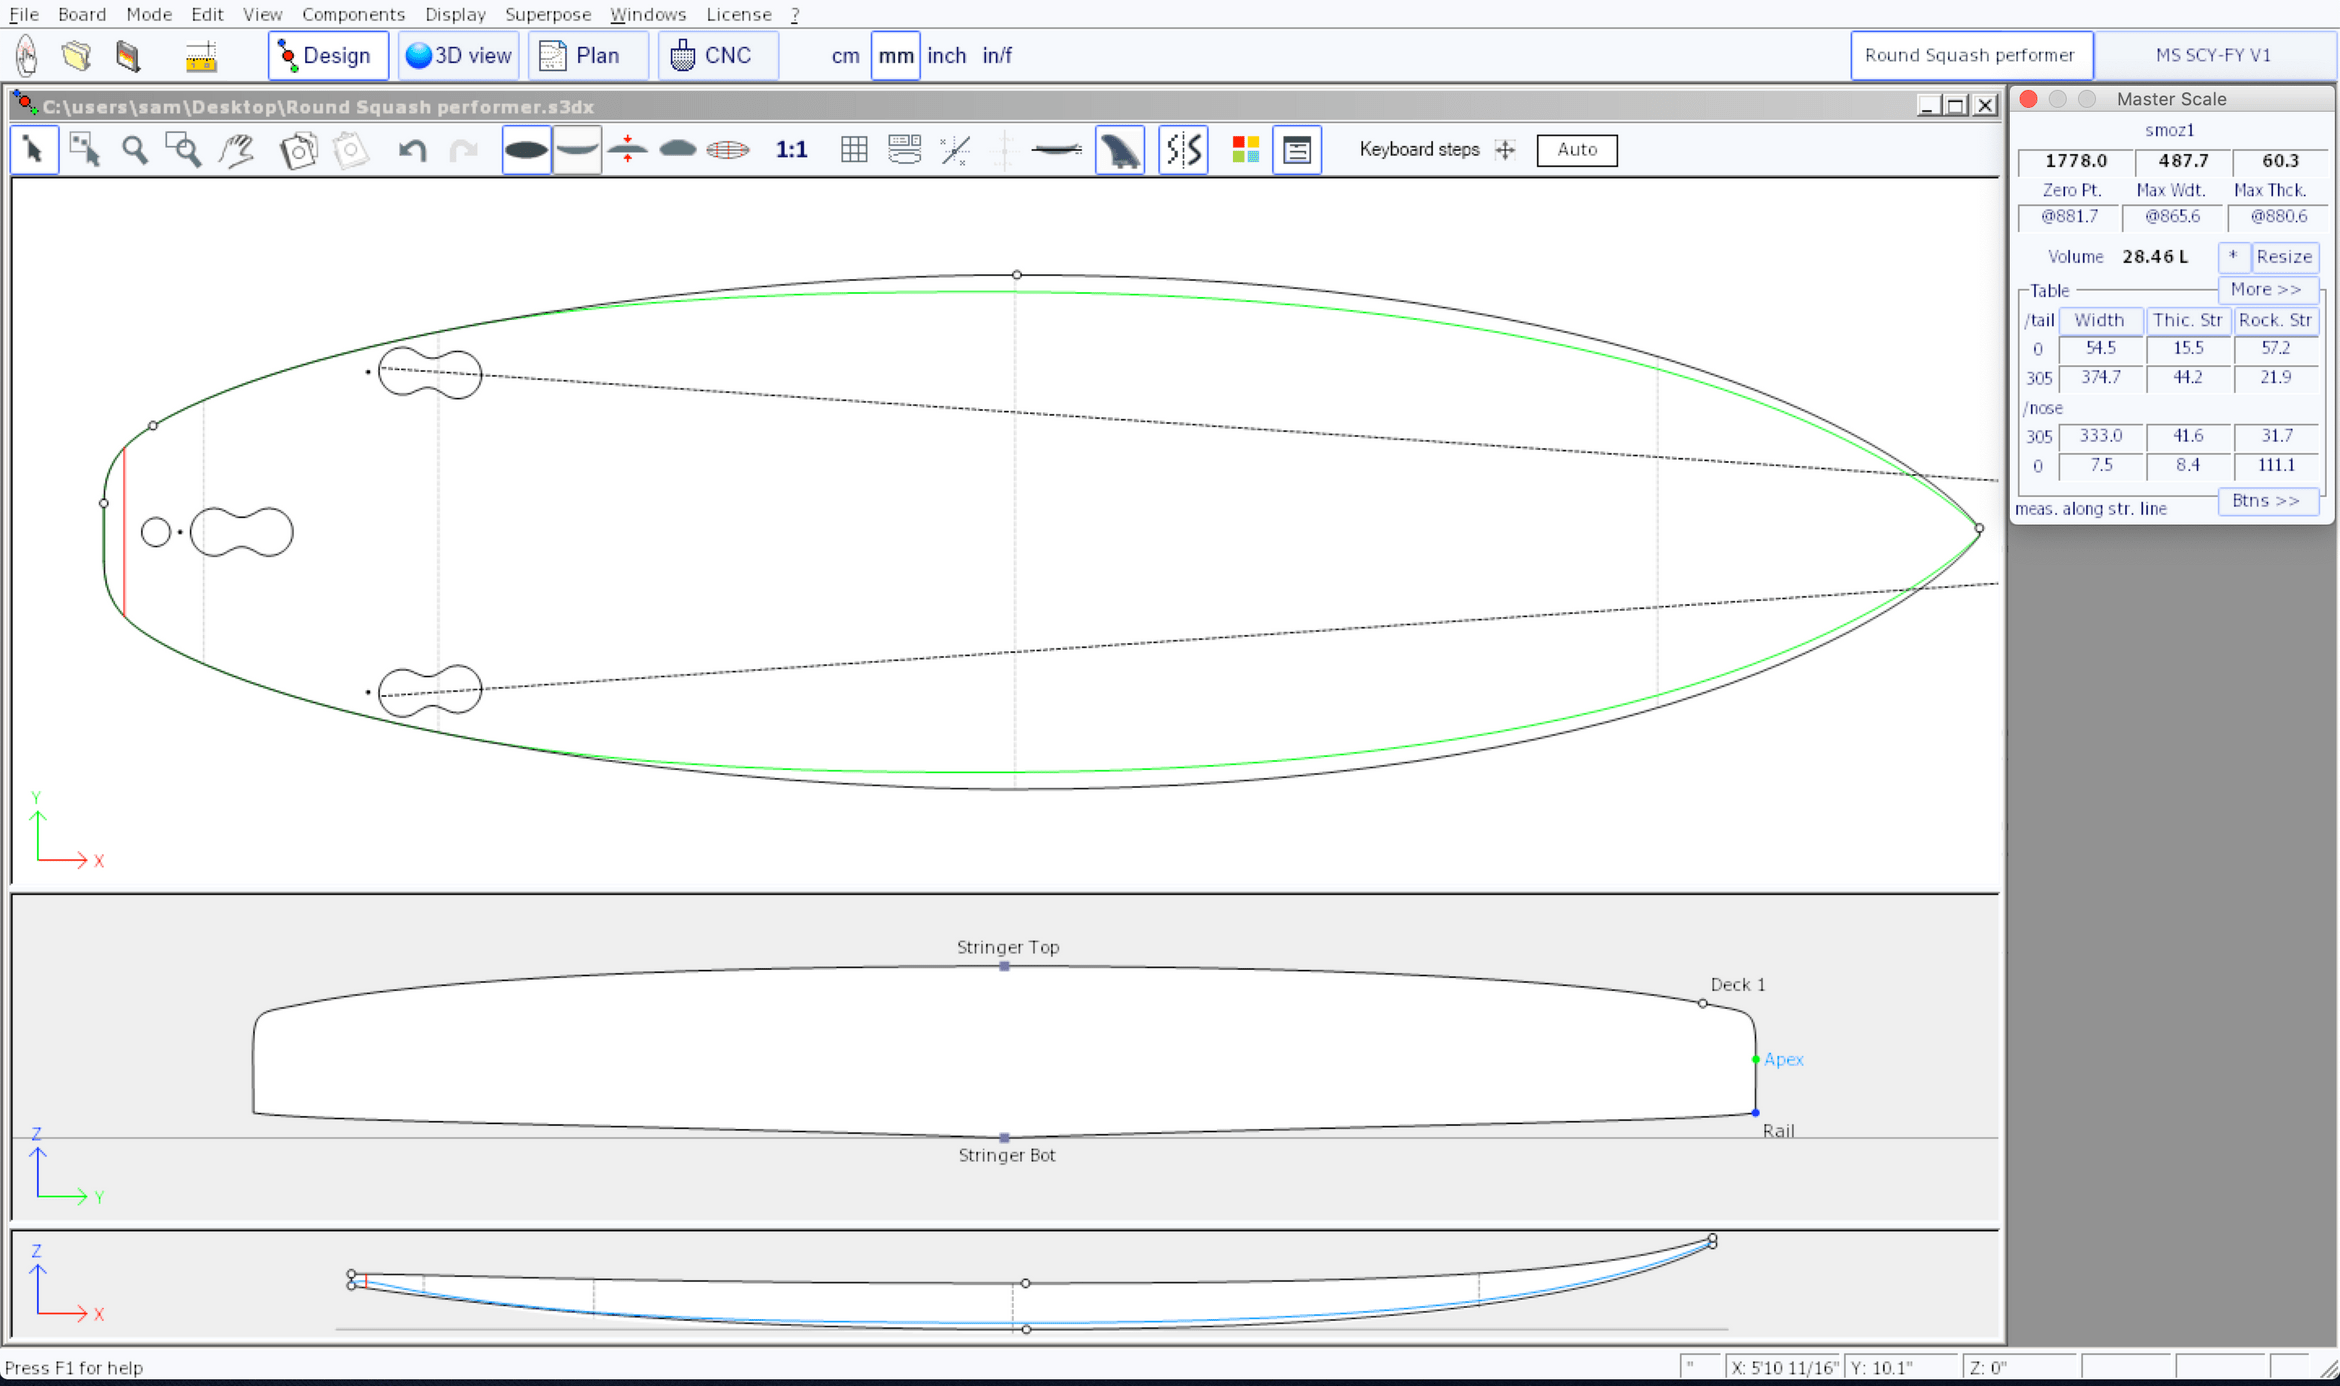 File Board Mode Edit View Components Display Superpose Windows License ?
Design 3D view Plan CNC cm mm inch in/f Round Squash performer MS SCY-FY V1
C:\users\sam\Desktop\Round Squash performer.s3dx
1:1 Keyboard steps Auto
Master Scale
smoz1
1778.0 487.7 60.3
Zero Pt. Max Wdt. Max Thck.
@881.7 @865.6 @880.6
Volume 28.46 L * Resize
Table More >>
/tail Width Thic. Str Rock. Str
0 54.5 15.5 57.2
305 374.7 44.2 21.9
/nose
305 333.0 41.6 31.7
0 7.5 8.4 111.1
Btns >>
meas. along str. line
Y
X
Stringer Top
Deck 1
Apex
Rail
Stringer Bot
Z
Y
Z
X
Press F1 for help " X: 5'10 11/16" Y: 10.1" Z: 0"